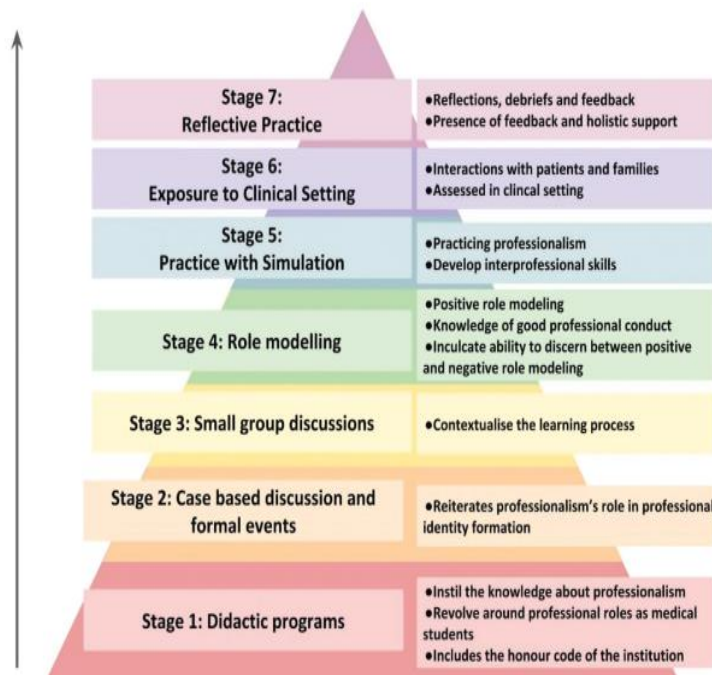 Stage 7:
Reflective Practice
●Reflections, debriefs and feedback
●Presence of feedback and holistic support
Stage 6:
Exposure to Clinical Setting
●Interactions with patients and families
●Assessed in clincal setting
Stage 5:
Practice with Simulation
●Practicing professionalism
●Develop interprofessional skills
Stage 4: Role modelling
●Positive role modeling
●Knowledge of good professional conduct
●Inculcate ability to discern between positive
and negative role modeling
Stage 3: Small group discussions
●Contextualise the learning process
Stage 2: Case based discussion and
formal events
●Reiterates professionalism's role in professional
identity formation
Stage 1: Didactic programs
●Instil the knowledge about professionalism
●Revolve around professional roles as medical
students
●Includes the honour code of the institution